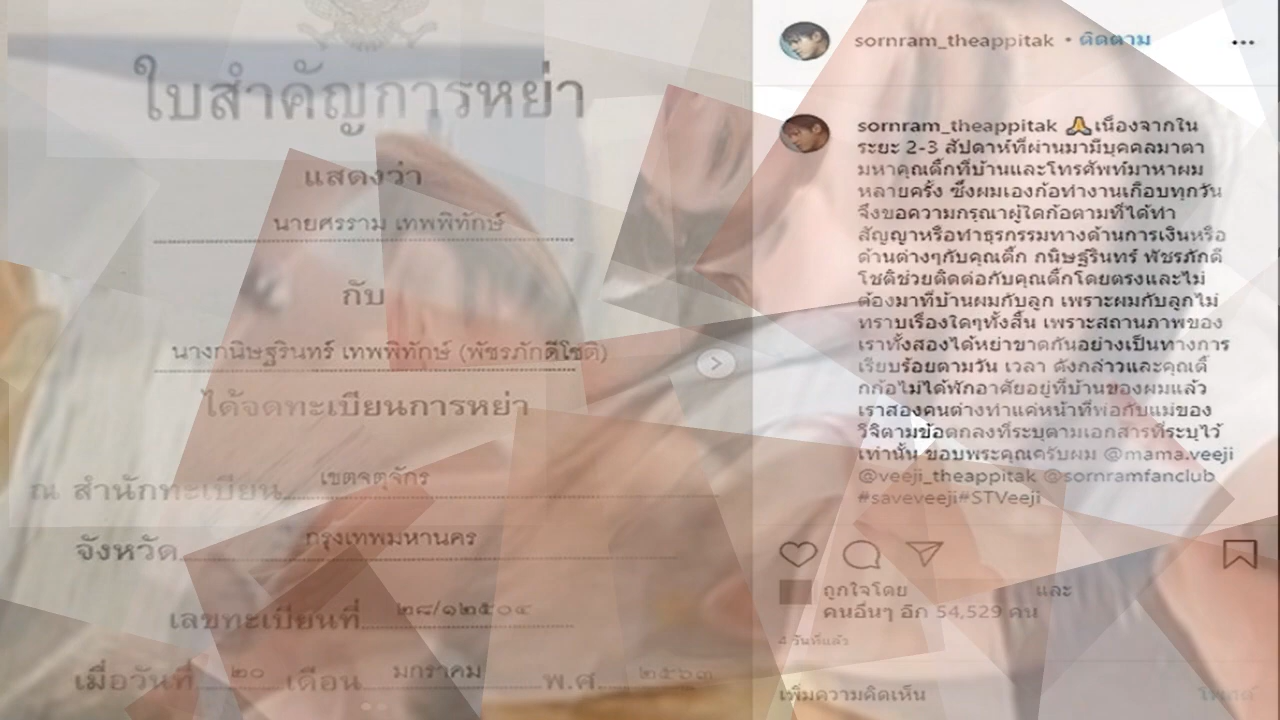 ใบสำคัญการหย่า
แสดงว่า
นายศรราม เทพพิทักษ์
กับ
นางกนิษฐรินทร์ เทพพิทักษ์ (พัชรภักดีโชติ)
ได้จดทะเบียนการหย่า
ณ สำนักทะเบียน เขตจตุจักร
จังหวัด กรุงเทพมหานคร
เลขทะเบียนที่ ๒๘/๑๒๕๐๔
เมื่อวันที่ ๒๐ เดือน มกราคม พ.ศ. ๒๕๖๓
sornram_theappitak • ติดตาม
sornram_theappitak 🙏เนื่องจากใน
ระยะ 2-3 สัปดาห์ที่ผ่านมามีบุคคลมาตา
มหาคุณติ๊กที่บ้านและโทรศัพท์มาหาผม
หลายครั้ง ซึ่งผมเองก้อทำงานเกือบทุกวัน
จึงขอความกรุณาผู้ใดก้อตามที่ได้ทำ
สัญญาหรือทำธุรกรรมทางด้านการเงินหรือ
ด้านต่างๆกับคุณติ๊ก กนิษฐ์รินทร์ พัชรภักดี
โชติช่วยติดต่อกับคุณติ๊กโดยตรงและไม่
ต้องมาที่บ้านผมกับลูก เพราะผมกับลูกไม่
ทราบเรื่องใดๆทั้งสิ้น เพราะสถานภาพของ
เราทั้งสองได้หย่าขาดกันอย่างเป็นทางการ
เรียบร้อยตามวัน เวลา ดังกล่าวและคุณติ๊
กก้อไม่ได้พักอาศัยอยู่ที่บ้านของผมแล้ว
เราสองคนต่างทำแค่หน้าที่พ่อกับแม่ของ
วีจิตามข้อตกลงที่ระบุตามเอกสารที่ระบุไว้
เท่านั้น ขอบพระคุณครับผม @mama.veeji
@veeji_theappitak @sornramfanclub
#saveveeji#STVeeji
ถูกใจโดย และ
คนอื่นๆ อีก 54,529 คน
4 วันที่แล้ว
เพิ่มความคิดเห็น โพสต์